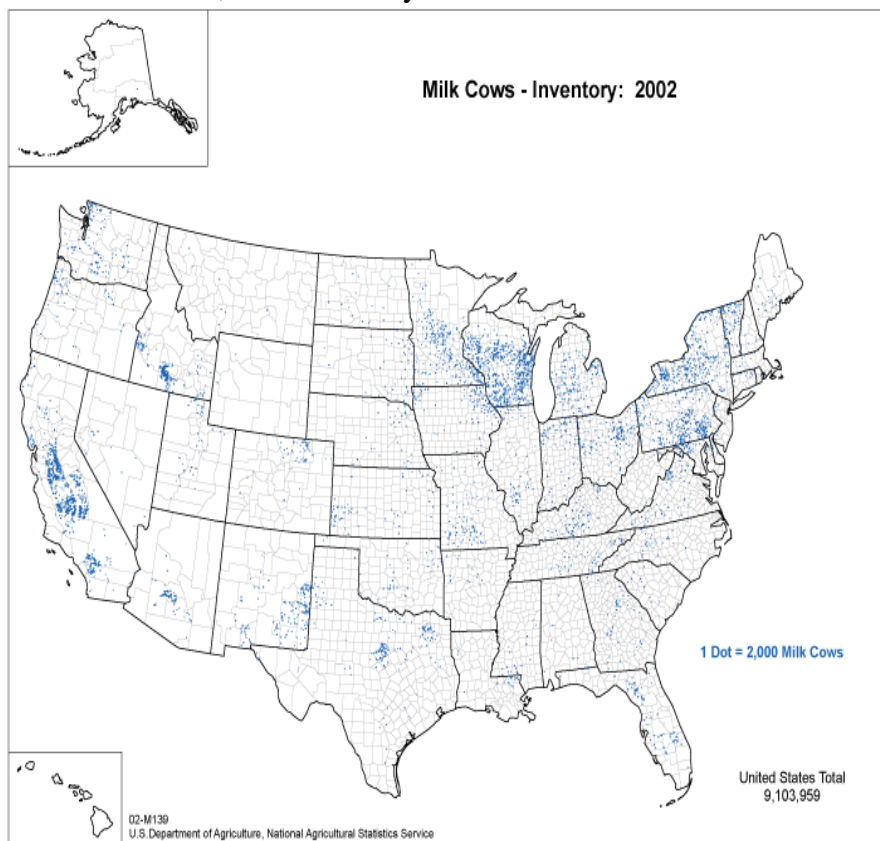 Milk Cows - Inventory: 2002
1 Dot = 2,000 Milk Cows
United States Total
9,103,959
02-M139
U.S.Department of Agriculture, National Agricultural Statistics Service